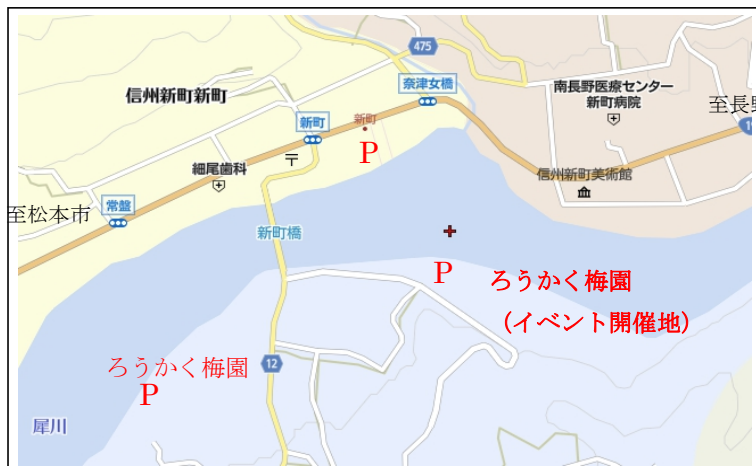 475
奈津女橋
南長野医療センター
新町病院
信州新町新町
至長野
新町
新町
P
〒
細尾歯科
信州新町美術館
至松本市
常盤
新町橋
P
ろうかく梅園
(イベント開催地)
ろうかく梅園
12
P
犀川